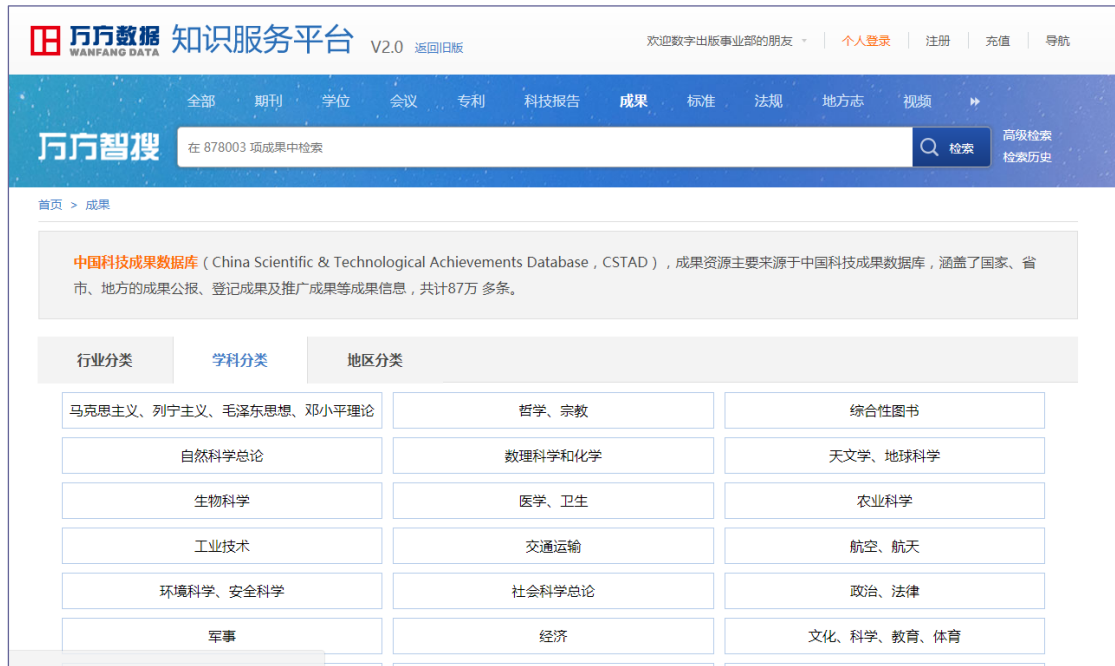 万方数据 知识服务平台 V2.0 返回旧版 欢迎数字出版事业部的朋友 个人登录 注册 充值 导航
WANFANG DATA
全部 期刊 学位 会议 专利 科技报告 成果 标准 法规 地方志 视频
万方智搜 在 878003 项成果中检索 检索 高级检索
检索历史
首页 > 成果
中国科技成果数据库（China Scientific & Technological Achievements Database，CSTAD），成果资源主要来源于中国科技成果数据库，涵盖了国家、省
市、地方的成果公报、登记成果及推广成果等成果信息，共计87万 多条。
行业分类 学科分类 地区分类
马克思主义、列宁主义、毛泽东思想、邓小平理论 哲学、宗教 综合性图书
自然科学总论 数理科学和化学 天文学、地球科学
生物科学 医学、卫生 农业科学
工业技术 交通运输 航空、航天
环境科学、安全科学 社会科学总论 政治、法律
军事 经济 文化、科学、教育、体育